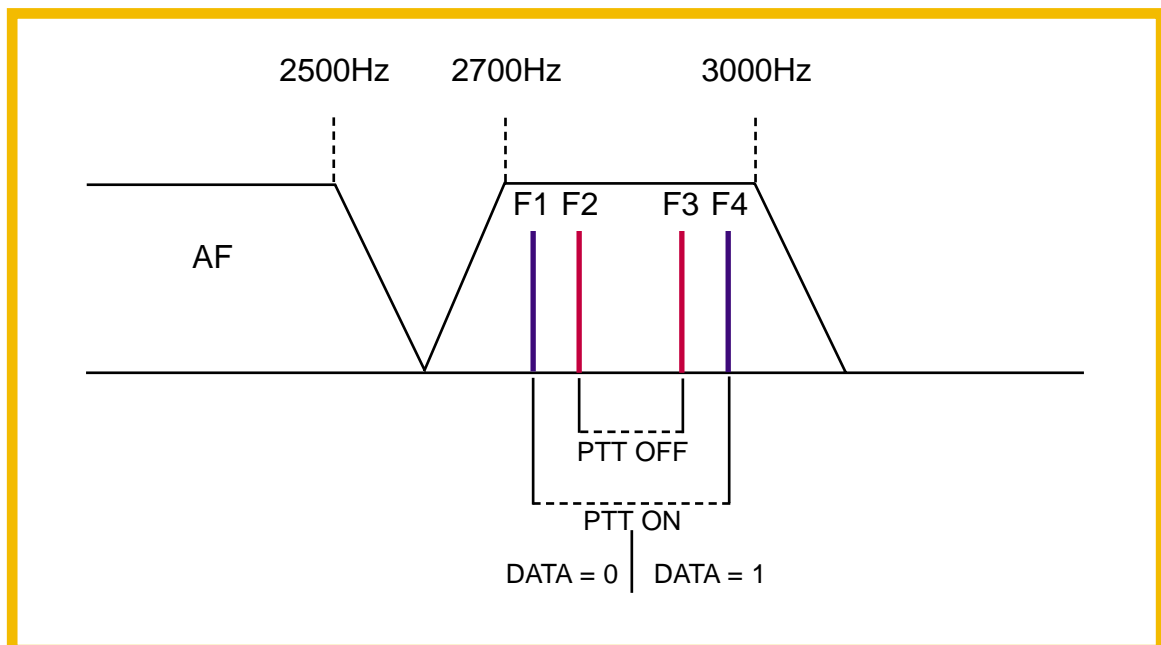 2500Hz 2700Hz 3000Hz
F1 F2 F3 F4
AF
PTT OFF
PTT ON
DATA = 0 DATA = 1